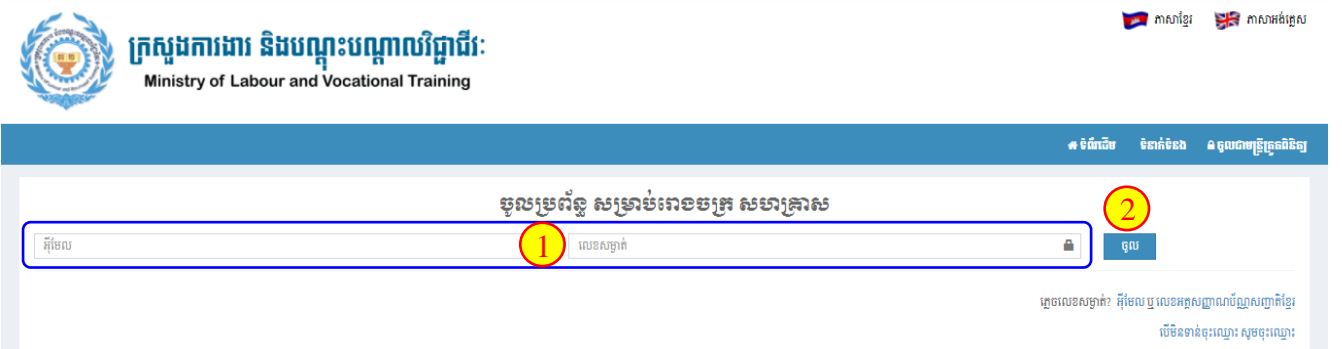 ភាសាខ្មែរ ភាសាអង់គ្លេស
ក្រសួងការងារ និងបណ្តុះបណ្តាលវិជ្ជាជីវៈ
Ministry of Labour and Vocational Training
ទំព័រដើម ទំនាក់ទំនង ចូលជាមន្ត្រីត្រួតពិនិត្យ
ចូលប្រព័ន្ធ សម្រាប់រោងចក្រ សហគ្រាស
អ៊ីមែល 1 លេខសម្ងាត់ 2 ចូល
ភ្លេចលេខសម្ងាត់? អ៊ីមែល ឬ លេខអត្តសញ្ញាណប័ណ្ណសញ្ជាតិខ្មែរ
បើមិនទាន់ចុះឈ្មោះ សូមចុះឈ្មោះ